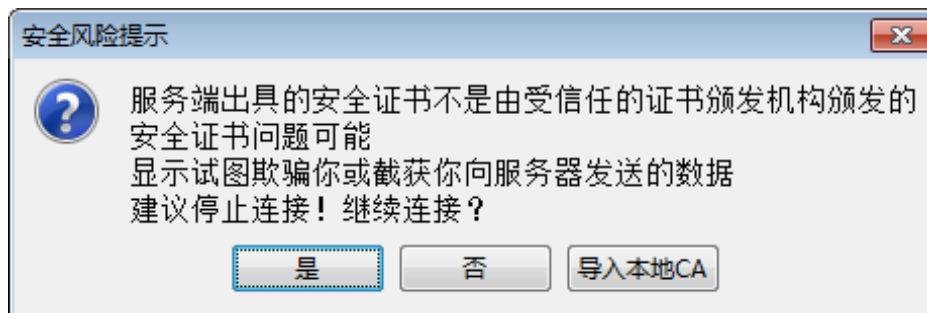 安全风险提示
服务端出具的安全证书不是由受信任的证书颁发机构颁发的
安全证书问题可能
显示试图欺骗你或截获你向服务器发送的数据
建议停止连接！继续连接？
是
否
导入本地CA